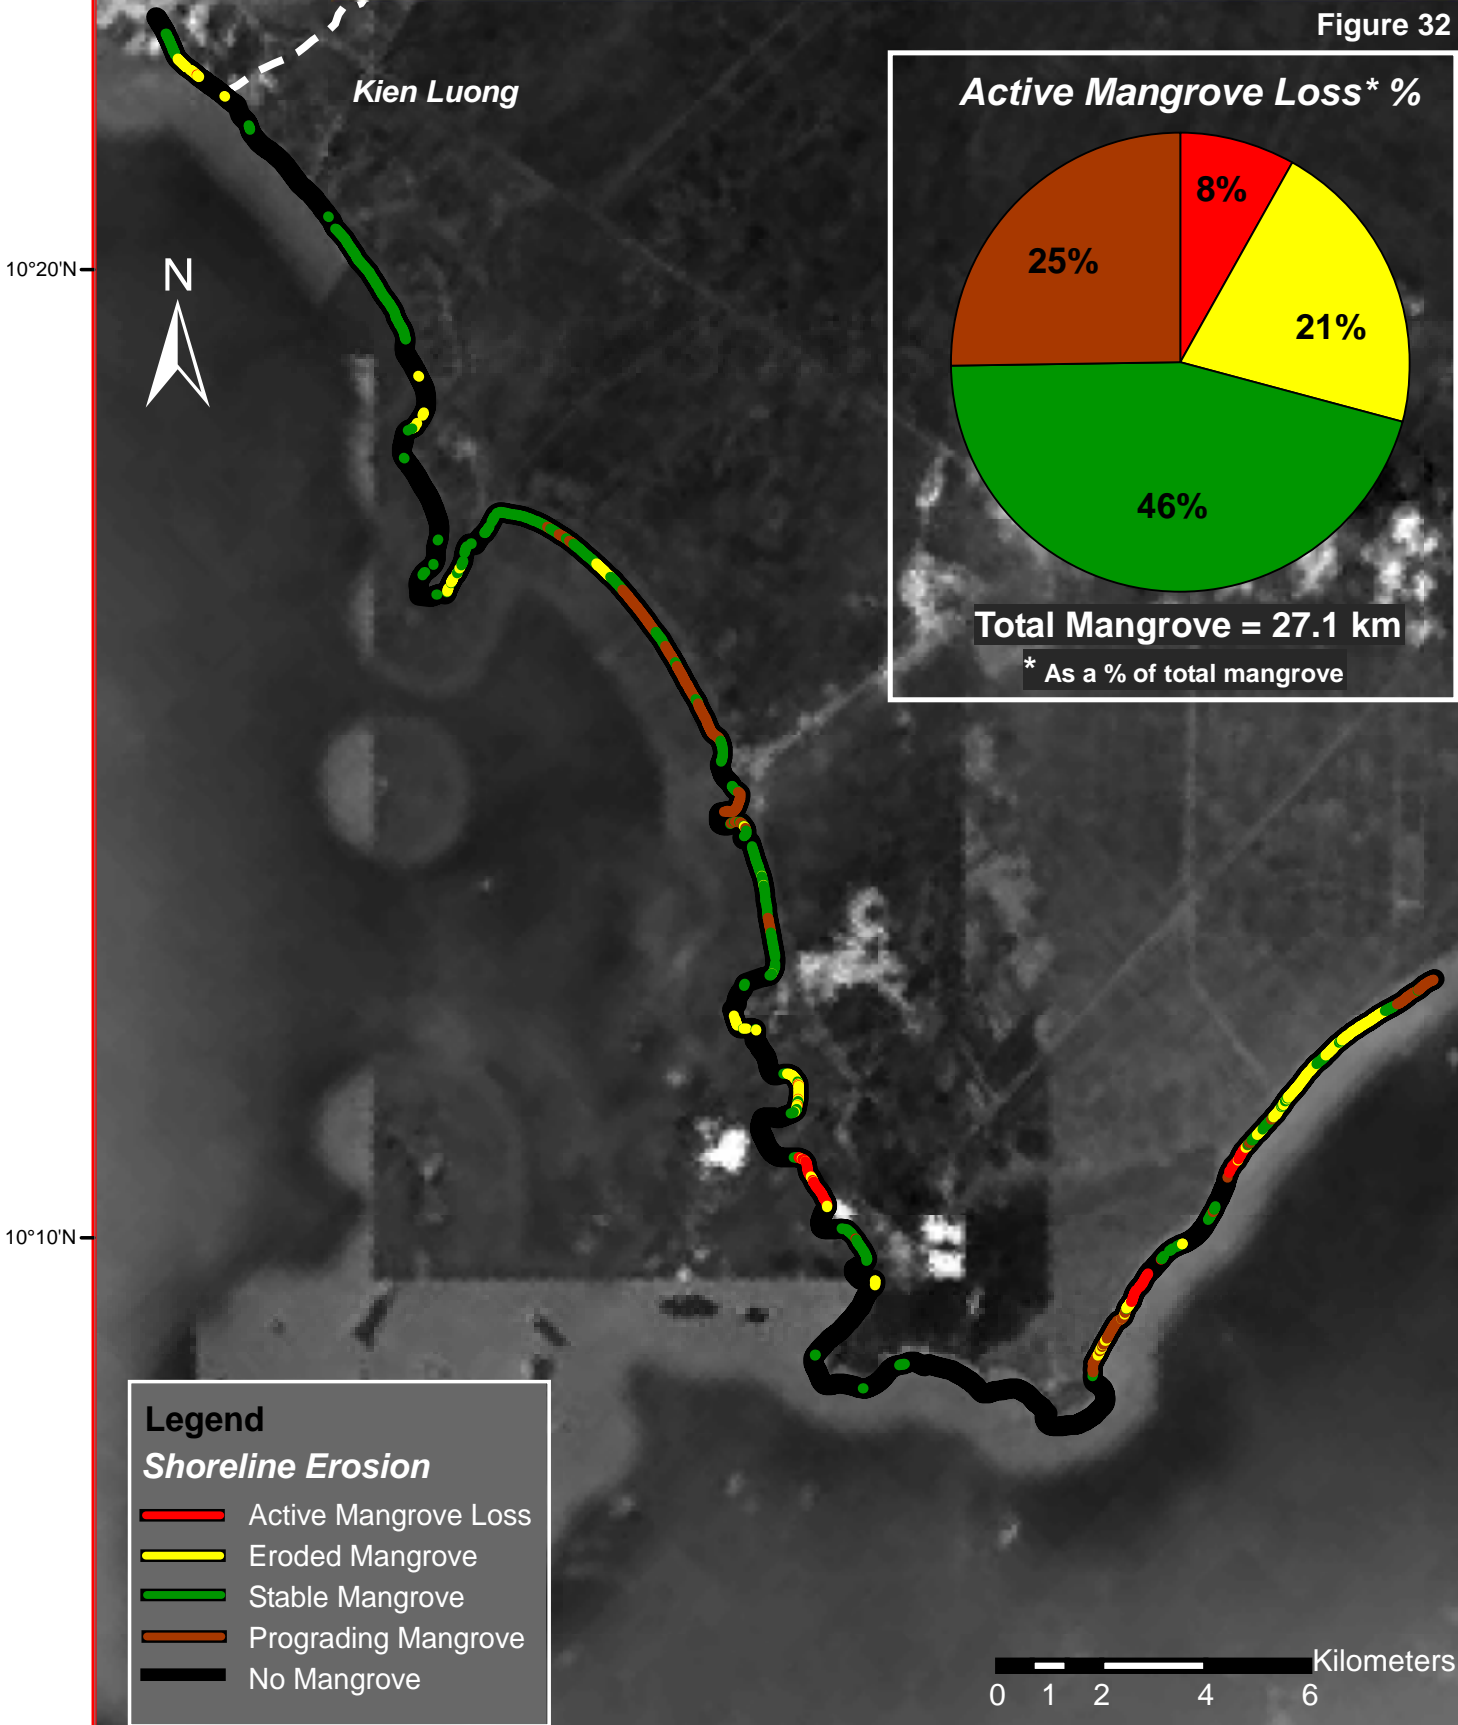 Figure 32
Kien Luong
Active Mangrove Loss* %
8%
25%
21%
46%
Total Mangrove = 27.1 km
* As a % of total mangrove
10°20'N
N
10°10'N
Legend
Shoreline Erosion
Active Mangrove Loss
Eroded Mangrove
Stable Mangrove
Prograding Mangrove
No Mangrove
Kilometers
0 1 2 4 6